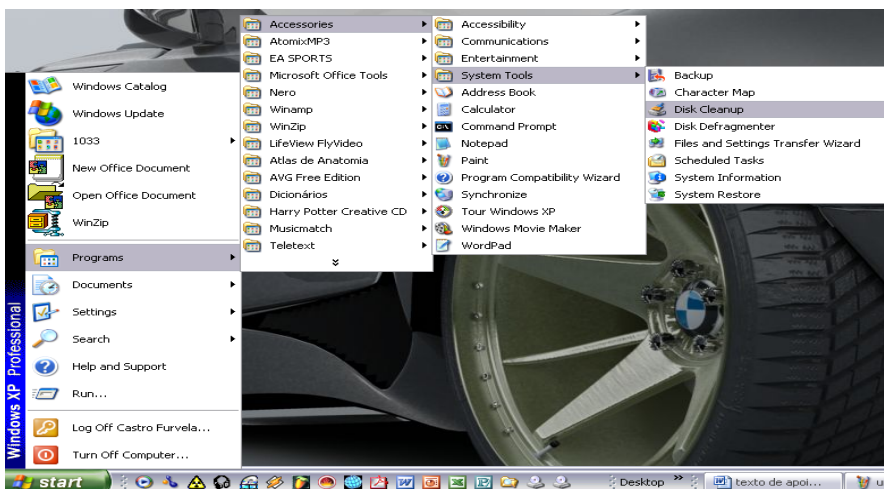 Windows XP Professional
Windows Catalog
Windows Update
1033
New Office Document
Open Office Document
WinZip
Programs
Documents
Settings
Search
Help and Support
Run...
Log Off Castro Furvela...
Turn Off Computer...
Accessories
AtomixMP3
EA SPORTS
Microsoft Office Tools
Nero
Winamp
WinZip
LifeView FlyVideo
Atlas de Anatomia
AVG Free Edition
Dicionários
Harry Potter Creative CD
Musicmatch
Teletext
Accessibility
Communications
Entertainment
System Tools
Address Book
Calculator
Command Prompt
Notepad
Paint
Program Compatibility Wizard
Synchronize
Tour Windows XP
Windows Movie Maker
WordPad
Backup
Character Map
Disk Cleanup
Disk Defragmenter
Files and Settings Transfer Wizard
Scheduled Tasks
System Information
System Restore
start
Desktop
texto de apoi...
u